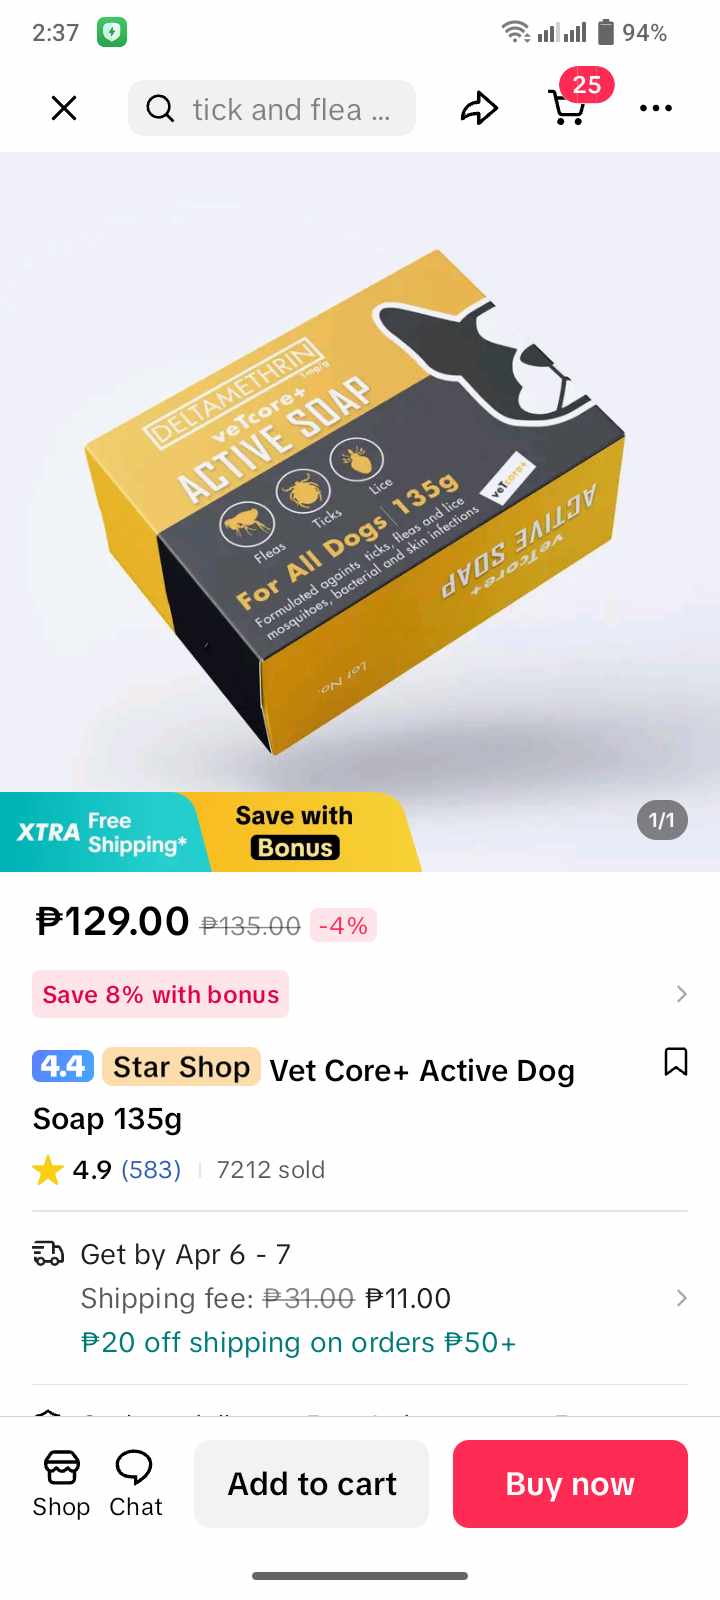 2:37
94%
tick and flea ...
25
DELTAMETHRIN
1mg/g
veTcore+
ACTIVE SOAP
Fleas
Ticks
Lice
For All Dogs | 135g
Formulated againts ticks, fleas and lice
mosquitoes, bacterial and skin infections
veTcore+
ACTIVE SOAP
veTcore+
Lot No.
XTRA Free Shipping*
Save with Bonus
1/1
₱129.00 ₱135.00 -4%
Save 8% with bonus
4.4 Star Shop Vet Core+ Active Dog
Soap 135g
4.9 (583) 7212 sold
Get by Apr 6 - 7
Shipping fee: ₱31.00 ₱11.00
₱20 off shipping on orders ₱50+
Shop
Chat
Add to cart
Buy now